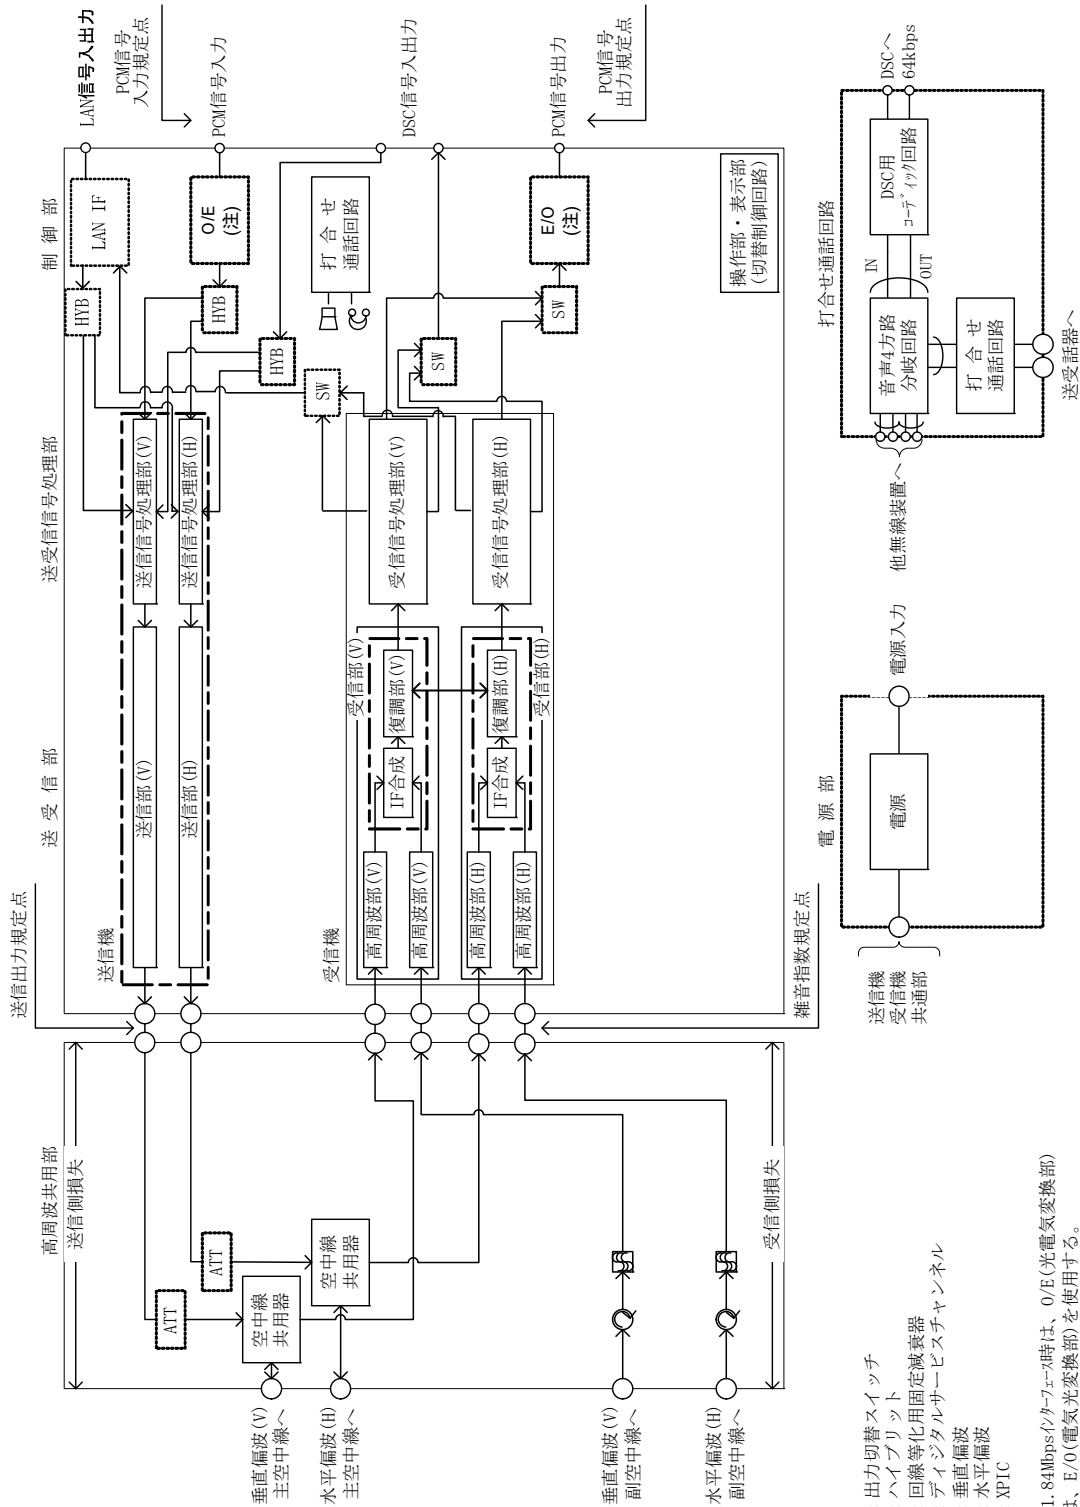 高周波共用部
送信側損失
ATT
ATT
空中線
共用器
空中線
共用器
垂直偏波(V)
主空中線へ
水平偏波(H)
主空中線へ
垂直偏波(V)
副空中線へ
水平偏波(H)
副空中線へ
受信側損失
送信出力規定点
雑音指数規定点
送 受 信 部
送受信信号処理部
制 御 部
送信機
送信部(V)
送信信号処理部(V)
送信部(H)
送信信号処理部(H)
受信機
受信部(V)
高周波部(V)
高周波部(V)
IF合成
復調部(V)
受信信号処理部(V)
高周波部(H)
高周波部(H)
IF合成
復調部(H)
受信部(H)
受信信号処理部(H)
HYB
LAN IF
HYB
O/E
(注)
HYB
SW
打 合 せ
通話回路
SW
SW
E/O
(注)
操作部・表示部
(切替制御回路)
LAN信号入出力
PCM信号
入力規定点
PCM信号入力
DSC信号入出力
PCM信号出力
PCM信号
出力規定点
電 源 部
電源
電源入力
送信機
受信機
共通部
打合せ通話回路
他無線装置へ
音声4方路
分岐回路
IN
OUT
DSC用
コーディック回路
DSCへ
64kbps
打 合 せ
通話回路
送受話器へ
出力切替スイッチ
ハイブリット
回線等化用固定減衰器
ディジタルサービスチャンネル
垂直偏波
水平偏波
XPIC
1.84Mbpsインターフェース時は、O/E(光電気変換部)
は、E/O(電気光変換部)を使用する。